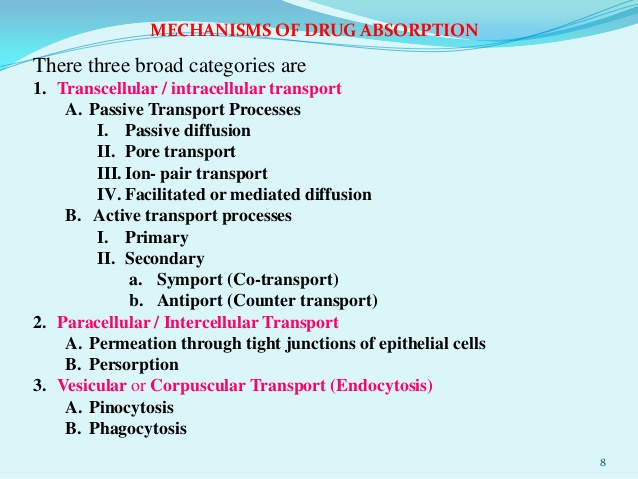 MECHANISMS OF DRUG ABSORPTION
There three broad categories are
1. Transcellular / intracellular transport
A. Passive Transport Processes
I. Passive diffusion
II. Pore transport
III. Ion- pair transport
IV. Facilitated or mediated diffusion
B. Active transport processes
I. Primary
II. Secondary
a. Symport (Co-transport)
b. Antiport (Counter transport)
2. Paracellular / Intercellular Transport
A. Permeation through tight junctions of epithelial cells
B. Persorption
3. Vesicular or Corpuscular Transport (Endocytosis)
A. Pinocytosis
B. Phagocytosis
8